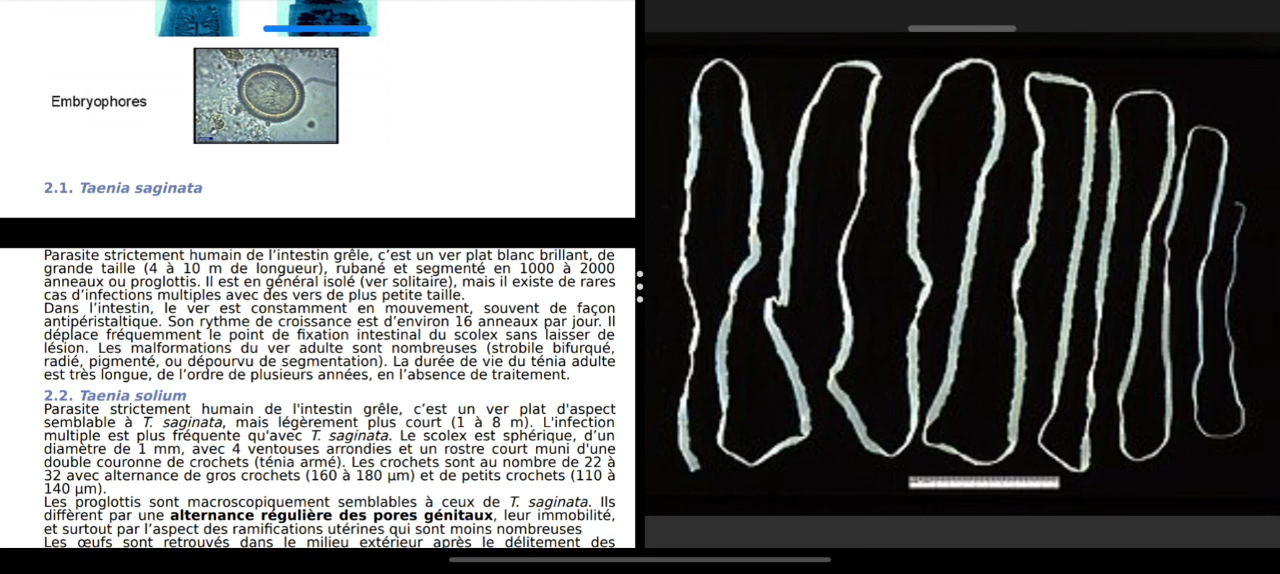 Embryophores
2.1. Taenia saginata
Parasite strictement humain de l’intestin grêle, c’est un ver plat blanc brillant, de
grande taille (4 à 10 m de longueur), rubané et segmenté en 1000 à 2000
anneaux ou proglottis. Il est en général isolé (ver solitaire), mais il existe de rares
cas d’infections multiples avec des vers de plus petite taille.
Dans l’intestin, le ver est constamment en mouvement, souvent de façon
antipéristaltique. Son rythme de croissance est d’environ 16 anneaux par jour. Il
déplace fréquemment le point de fixation intestinal du scolex sans laisser de
lésion. Les malformations du ver adulte sont nombreuses (strobile bifurqué,
radié, pigmenté, ou dépourvu de segmentation). La durée de vie du ténia adulte
est très longue, de l’ordre de plusieurs années, en l’absence de traitement.
2.2. Taenia solium
Parasite strictement humain de l'intestin grêle, c’est un ver plat d'aspect
semblable à T. saginata, mais légèrement plus court (1 à 8 m). L'infection
multiple est plus fréquente qu'avec T. saginata. Le scolex est sphérique, d’un
diamètre de 1 mm, avec 4 ventouses arrondies et un rostre court muni d'une
double couronne de crochets (ténia armé). Les crochets sont au nombre de 22 à
32 avec alternance de gros crochets (160 à 180 µm) et de petits crochets (110 à
140 µm).
Les proglottis sont macroscopiquement semblables à ceux de T. saginata. Ils
diffèrent par une alternance régulière des pores génitaux, leur immobilité,
et surtout par l’aspect des ramifications utérines qui sont moins nombreuses
Les œufs sont retrouvés dans le milieu extérieur après le délitement des